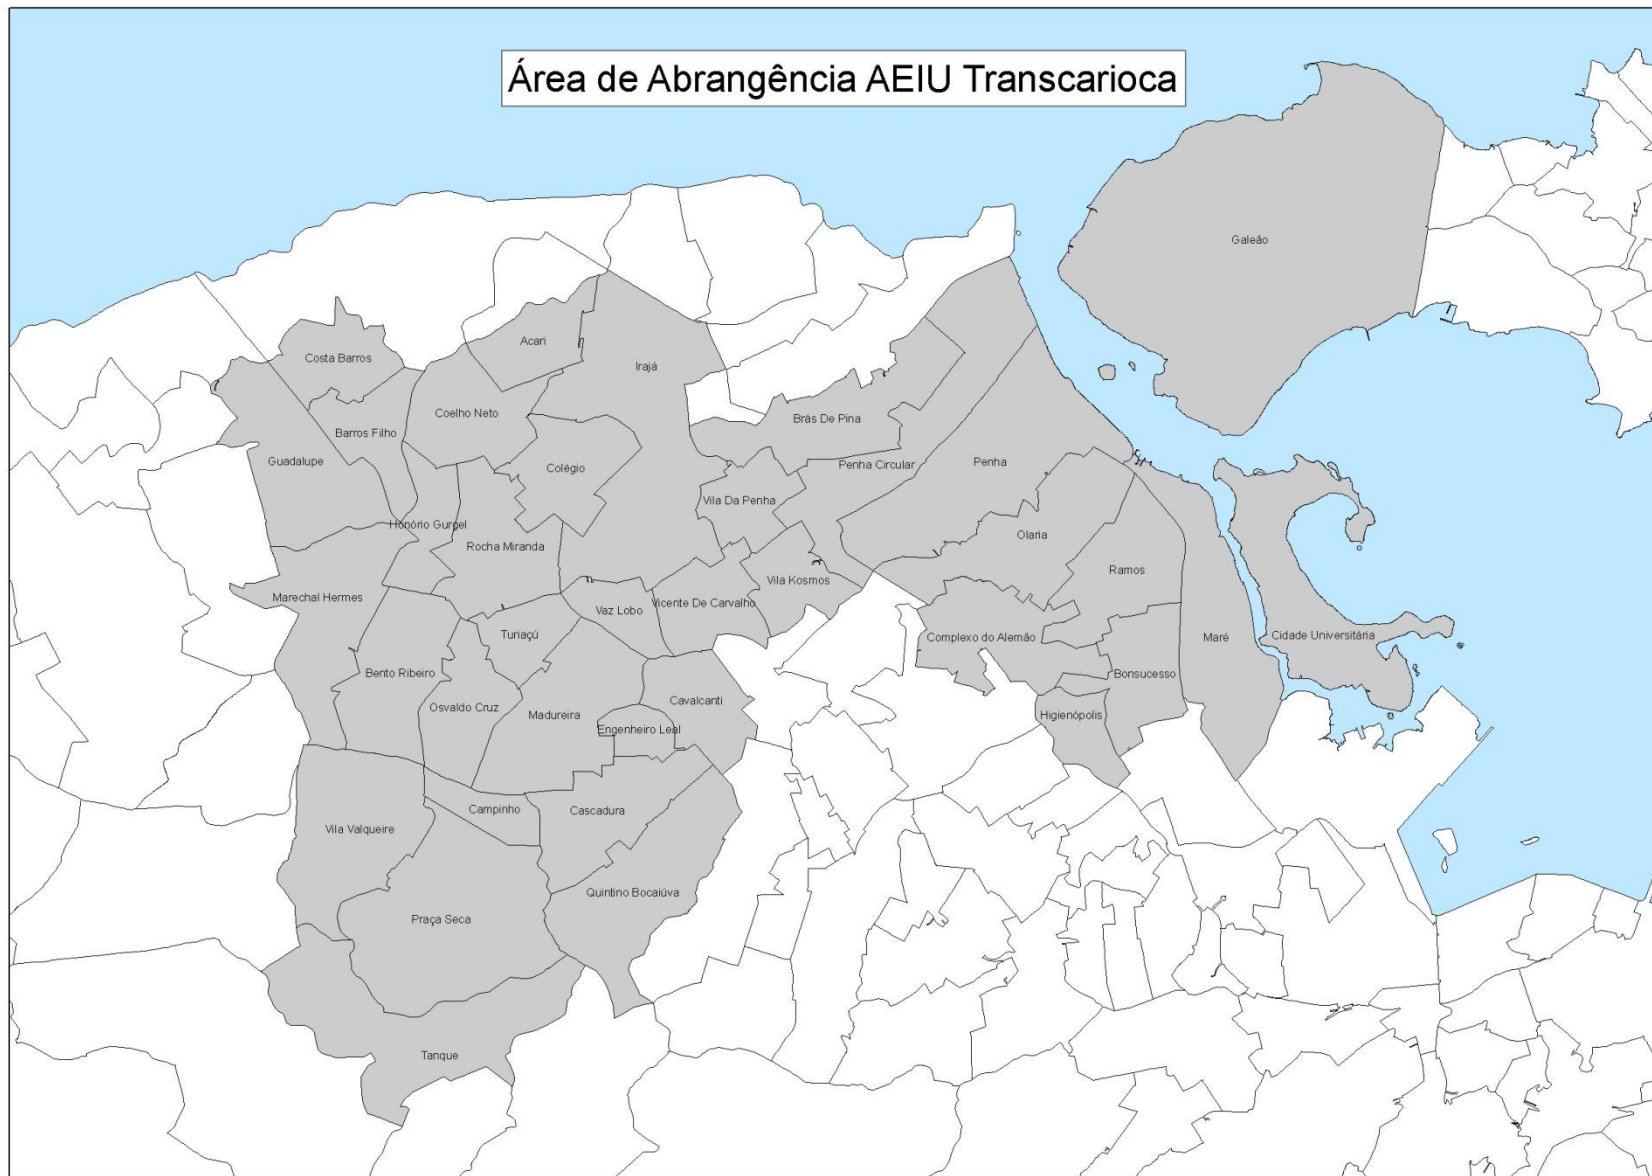 Área de Abrangência AEIU Transcarioca
Galeão
Acari
Costa Barros
Irajá
Coelho Neto
Brás De Pina
Barros Filho
Guadalupe
Colégio
Penha Circular
Penha
Vila Da Penha
Honório Gurgel
Rocha Miranda
Olaria
Ramos
Vila Kosmos
Marechal Hermes
Vaz Lobo
Vicente De Carvalho
Turiaçú
Complexo do Alemão
Maré
Cidade Universitária
Bento Ribeiro
Bonsucesso
Osvaldo Cruz
Madureira
Cavalcanti
Higienópolis
Engenheiro Leal
Campinho
Cascadura
Vila Valqueire
Quintino Bocaiúva
Praça Seca
Tanque